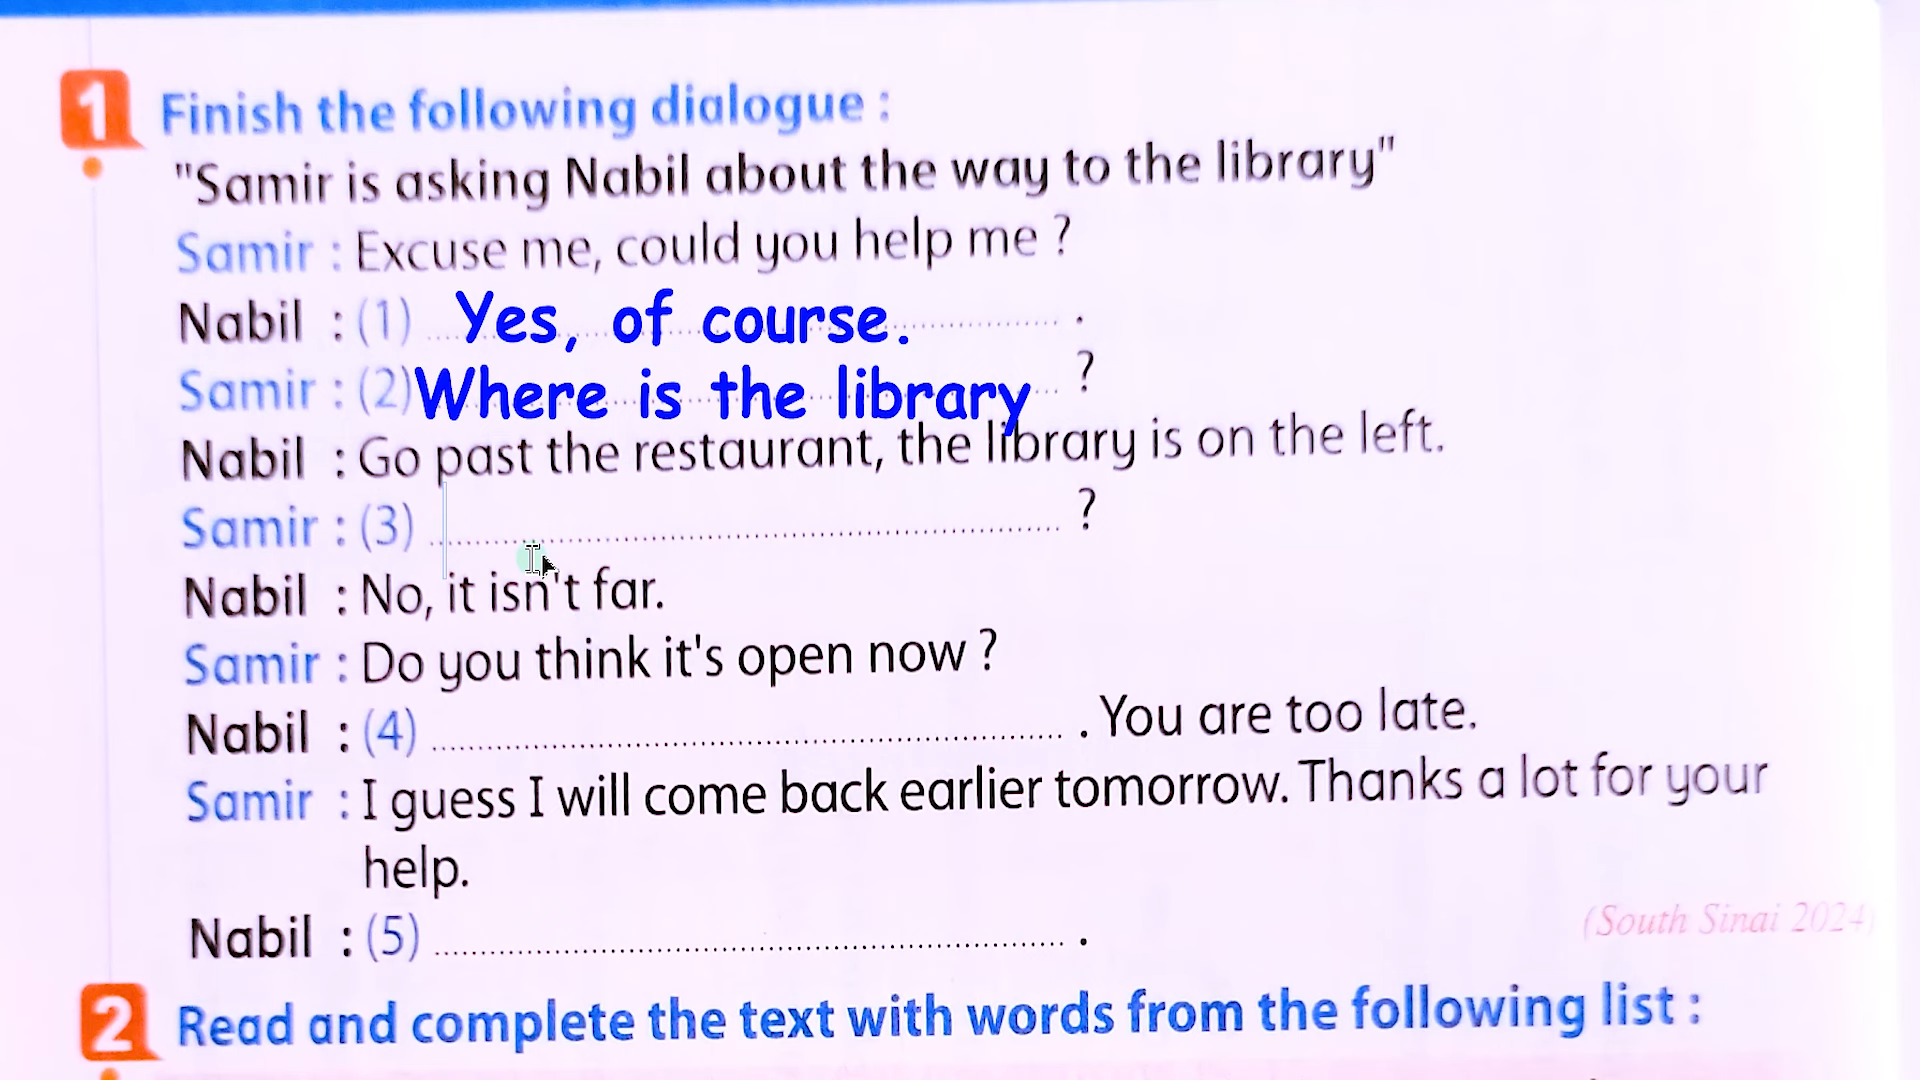 1 Finish the following dialogue :
"Samir is asking Nabil about the way to the library"
Samir : Excuse me, could you help me ?
Nabil : (1) Yes, of course. .
Samir : (2) Where is the library ?
Nabil : Go past the restaurant, the library is on the left.
Samir : (3) ........................ ?
Nabil : No, it isn't far.
Samir : Do you think it's open now ?
Nabil : (4) ........................ . You are too late.
Samir : I guess I will come back earlier tomorrow. Thanks a lot for your
help.
Nabil : (5) ........................ .
(South Sinai 2024)
2 Read and complete the text with words from the following list :